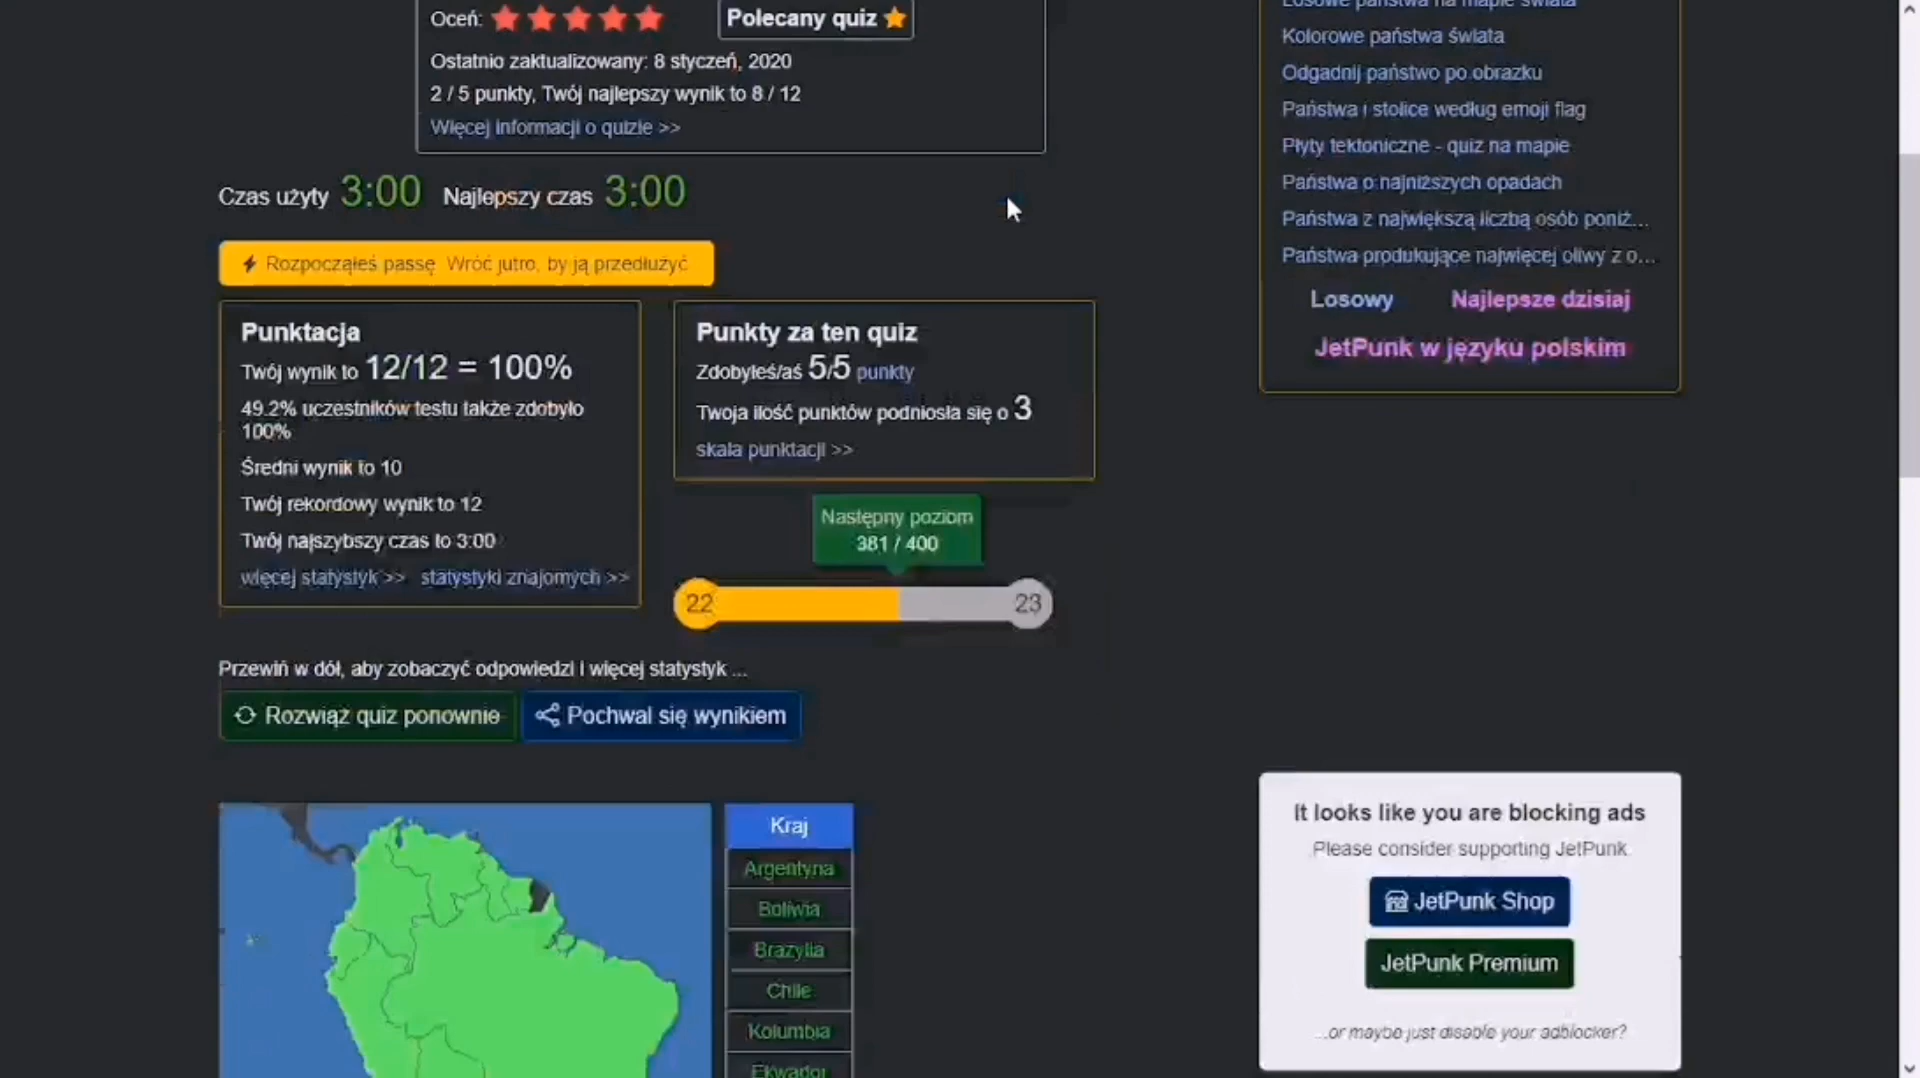 Oceń:
Polecany quiz
Ostatnio zaktualizowany: 8 styczeń, 2020
2 / 5 punkty, Twój najlepszy wynik to 8 / 12
Więcej informacji o quizie >>
Czas użyty 3:00 Najlepszy czas 3:00
Rozpocząłeś passę Wróć jutro, by ją przedłużyć
Punktacja
Twój wynik to 12/12 = 100%
49.2% uczestników testu także zdobyło
100%
Średni wynik to 10
Twój rekordowy wynik to 12
Twój najszybszy czas to 3:00
więcej statystyk >> statystyki znajomych >>
Punkty za ten quiz
Zdobyłeś/aś 5/5 punkty
Twoja ilość punktów podniosła się o 3
skala punktacji >>
Następny poziom
381 / 400
22
23
Przewiń w dół, aby zobaczyć odpowiedzi i więcej statystyk ...
Rozwiąż quiz ponownie
Pochwal się wynikiem
Kraj
Argentyna
Boliwia
Brazylia
Chile
Kolumbia
Ekwador
Losowe państwa na mapie świata
Kolorowe państwa świata
Odgadnij państwo po obrazku
Państwa i stolice według emoji flag
Płyty tektoniczne - quiz na mapie
Państwa o najniższych opadach
Państwa z największą liczbą osób poniż...
Państwa produkujące najwięcej oliwy z o...
Losowy
Najlepsze dzisiaj
JetPunk w języku polskim
It looks like you are blocking ads
Please consider supporting JetPunk
JetPunk Shop
JetPunk Premium
...or maybe just disable your adblocker?